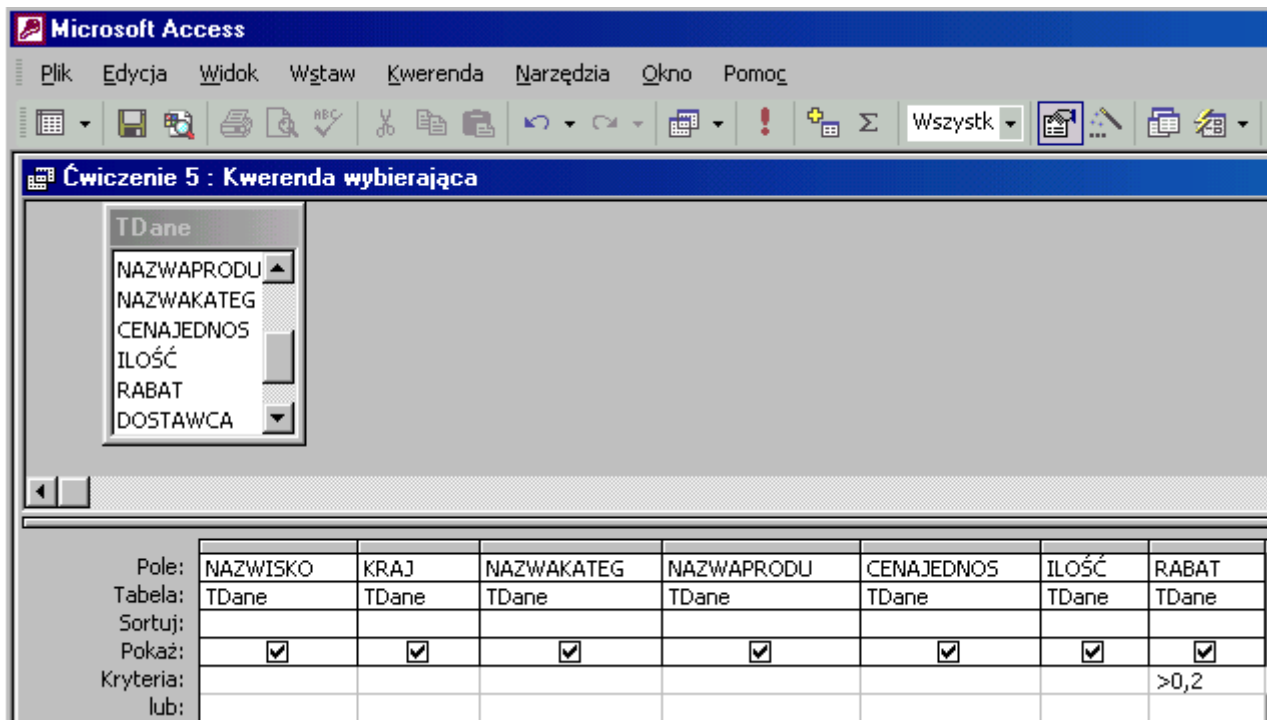 Microsoft Access
Plik Edycja Widok Wstaw Kwerenda Narzędzia Okno Pomoc
ABC Σ Wszystk
Ćwiczenie 5 : Kwerenda wybierająca
TDane
NAZWAPRODU
NAZWAKATEG
CENAJEDNOS
ILOŚĆ
RABAT
DOSTAWCA
Pole: NAZWISKO KRAJ NAZWAKATEG NAZWAPRODU CENAJEDNOS ILOŚĆ RABAT
Tabela: TDane TDane TDane TDane TDane TDane TDane
Sortuj:
Pokaż:
Kryteria: >0,2
lub: